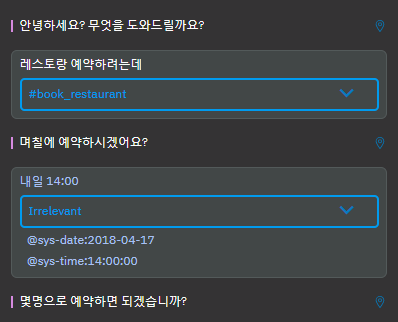 안녕하세요? 무엇을 도와드릴까요?
레스토랑 예약하려는데
#book_restaurant
며칠에 예약하시겠어요?
내일 14:00
Irrelevant
@sys-date:2018-04-17
@sys-time:14:00:00
몇명으로 예약하면 되겠습니까?